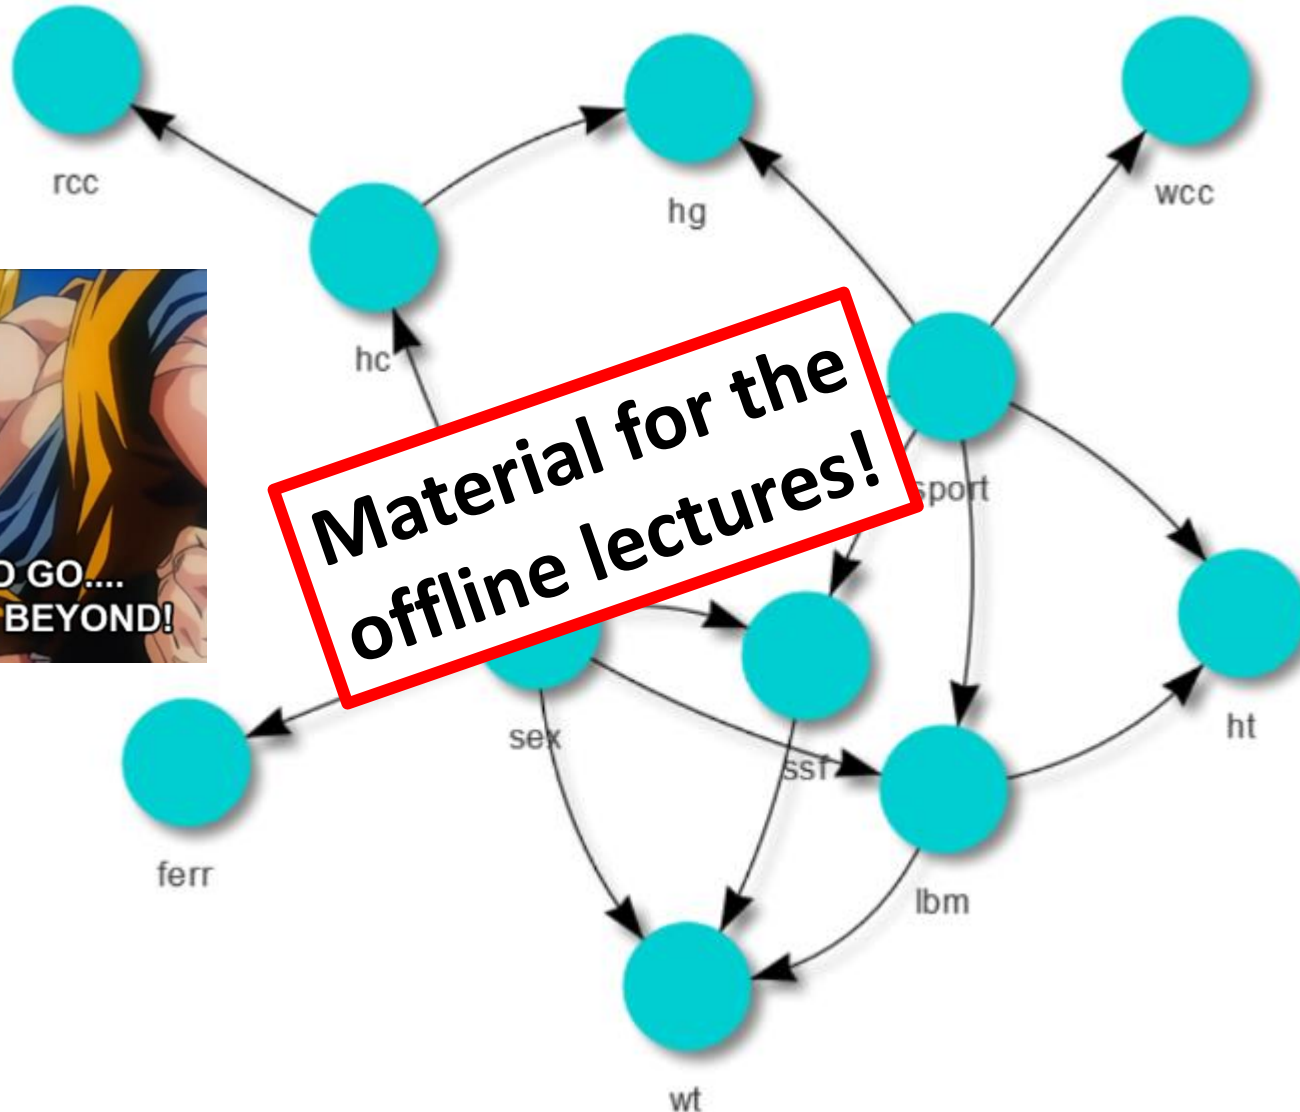 rcc
hg
wcc
hc
Material for the
offline lectures!
sport
GO....
BEYOND!
sex
ssf
ht
ferr
lbm
wt